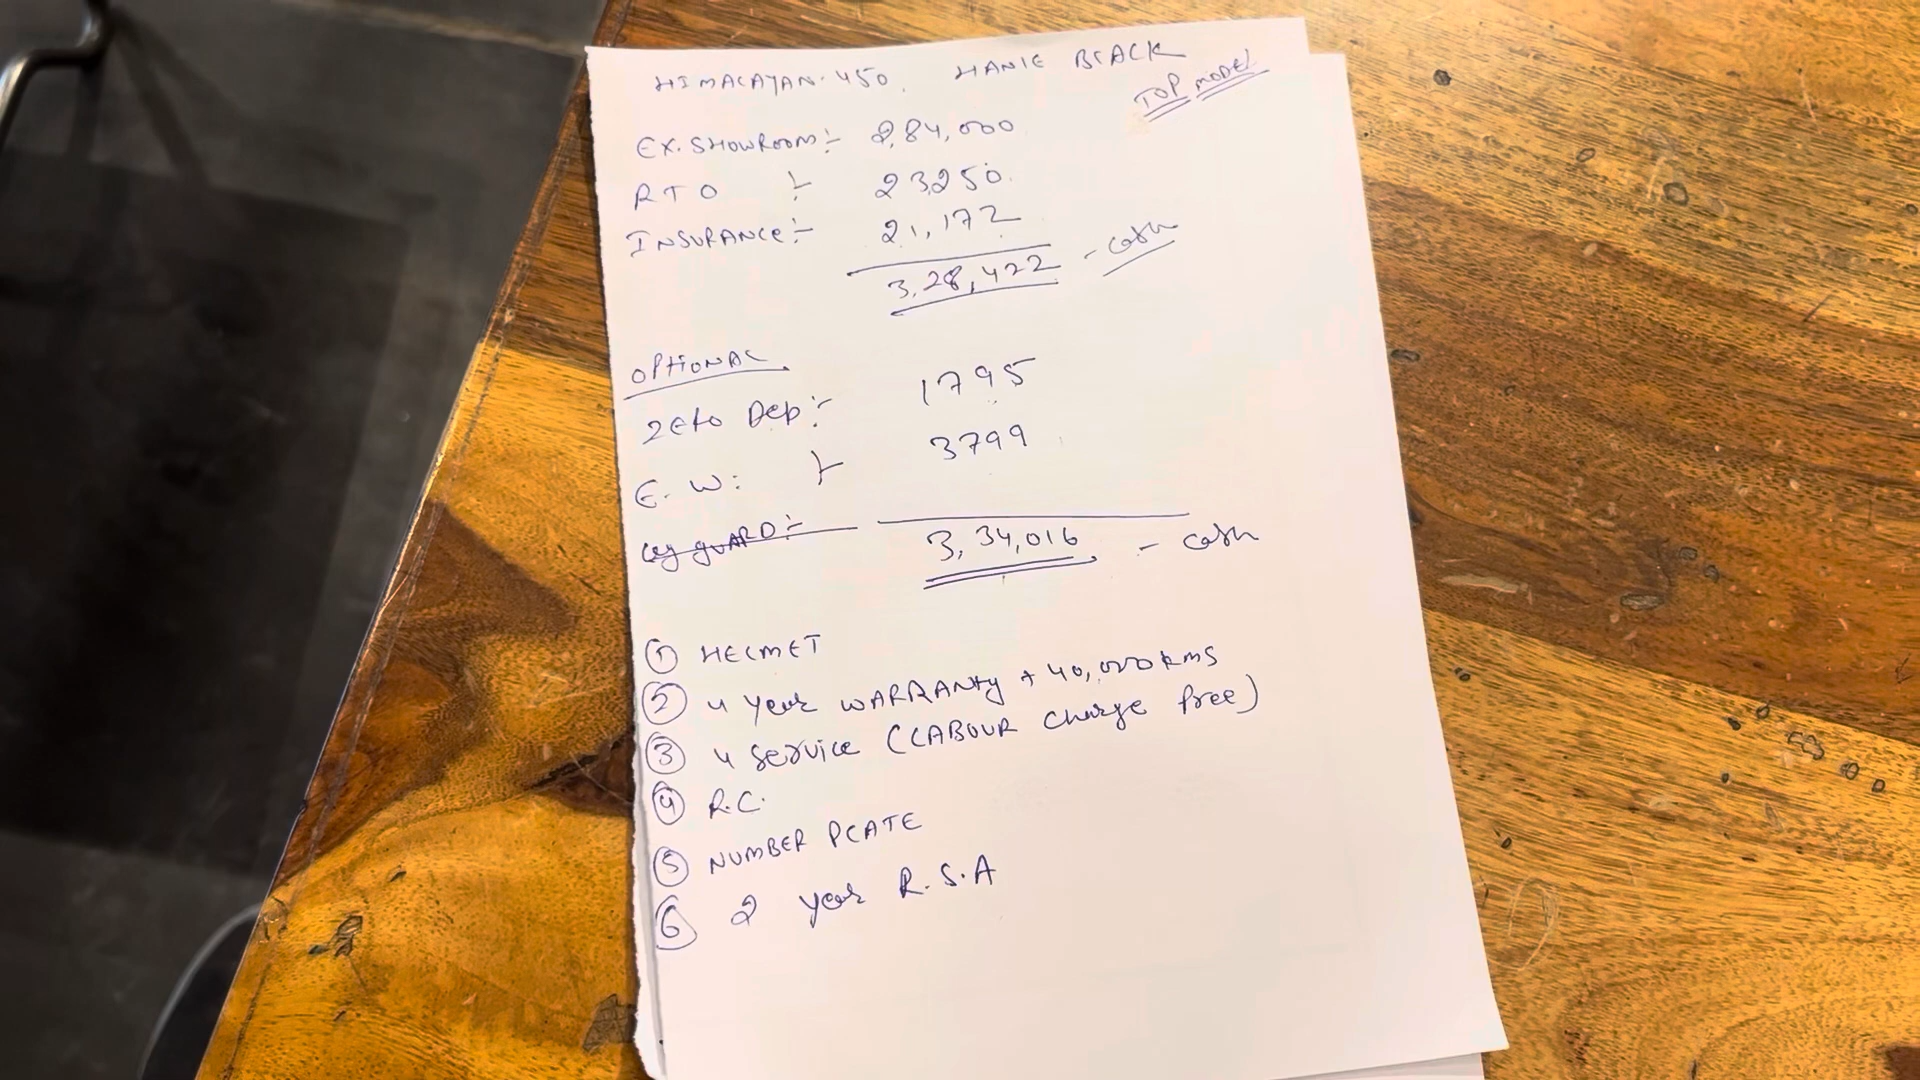 HIMALAYAN.450. HANLE BLACK
TOP MODEL
EX.SHOWROOM:- 2,84,000
RTO :- 23,250.
INSURANCE:- 21,172
3,28,422 - cash
OPTIONAL
Zero Dep:- 1795
E.W: :- 3799
Leg guARD:-
3,34,016 - cash
① HELMET
② 4 year WARRANTy + 40,000 KMS
③ 4 Service (LABOUR charge free)
④ R.C.
⑤ NUMBER PLATE
⑥ 2 year R.S.A